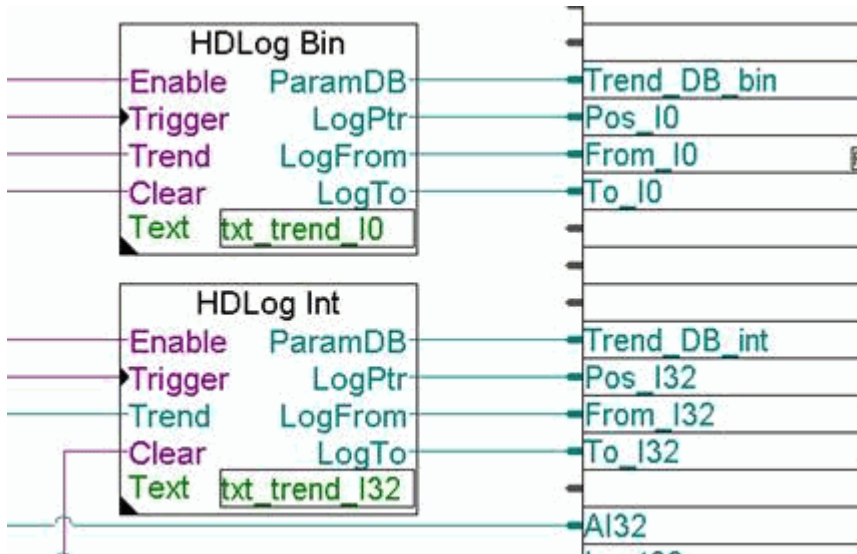 HDLog Bin
Enable ParamDB Trend_DB_bin
Trigger LogPtr Pos_I0
Trend LogFrom From_I0
Clear LogTo To_I0
Text txt_trend_I0
HDLog Int
Enable ParamDB Trend_DB_int
Trigger LogPtr Pos_I32
Trend LogFrom From_I32
Clear LogTo To_I32
Text txt_trend_I32
AI32